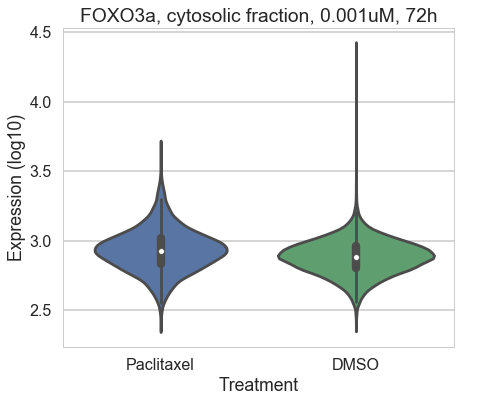 FOXO3a, cytosolic fraction, 0.001uM, 72h
4.5
4.0
3.5
3.0
2.5
Expression (log10)
Paclitaxel DMSO
Treatment